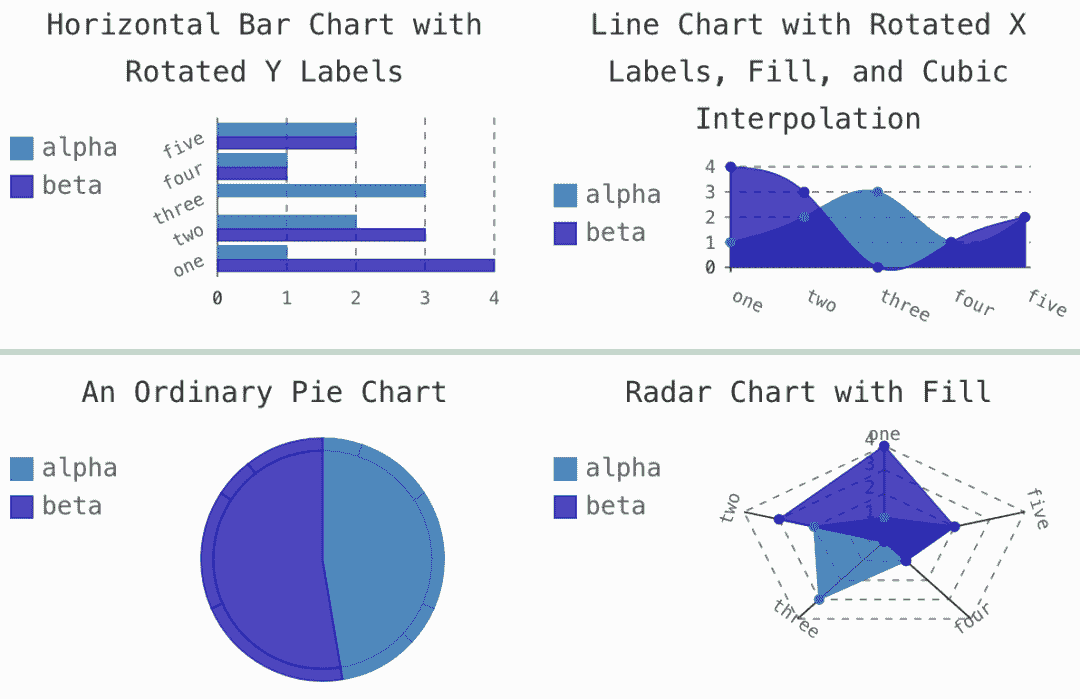 Horizontal Bar Chart with
Rotated Y Labels
alpha
beta
five
four
three
two
one
0 1 2 3 4
Line Chart with Rotated X
Labels, Fill, and Cubic
Interpolation
alpha
beta
4
3
2
1
0
one two three four five
An Ordinary Pie Chart
alpha
beta
Radar Chart with Fill
alpha
beta
one
4
3
2
1
two
five
three
four